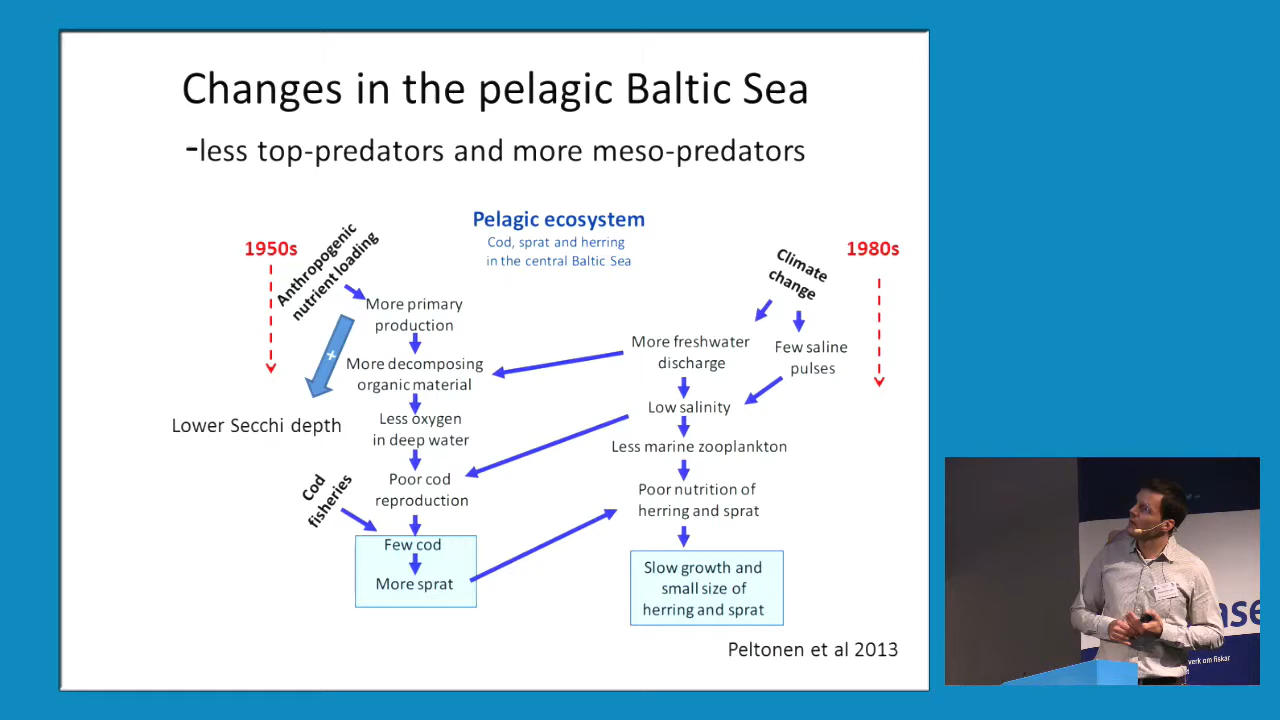 Changes in the pelagic Baltic Sea
-less top-predators and more meso-predators
Pelagic ecosystem
Cod, sprat and herring
in the central Baltic Sea
1950s
Anthropogenic
nutrient loading
More primary
production
+
More decomposing
organic material
Lower Secchi depth
Less oxygen
in deep water
Poor cod
reproduction
Cod
fisheries
Few cod
More sprat
Climate
change
1980s
More freshwater
discharge
Few saline
pulses
Low salinity
Less marine zooplankton
Poor nutrition of
herring and sprat
Slow growth and
small size of
herring and sprat
Peltonen et al 2013
ase
verk om fiskar